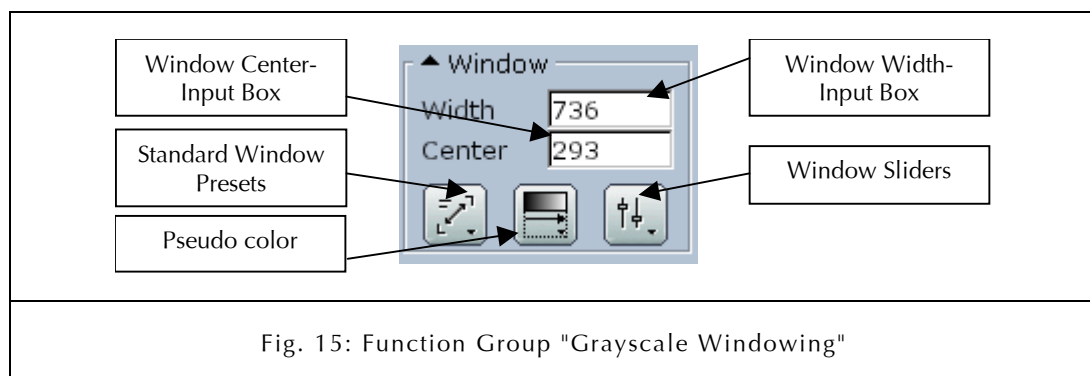 Window Center-
Input Box
Standard Window
Presets
Pseudo color
Window
Width 736
Center 293
Window Width-
Input Box
Window Sliders
Fig. 15: Function Group "Grayscale Windowing"